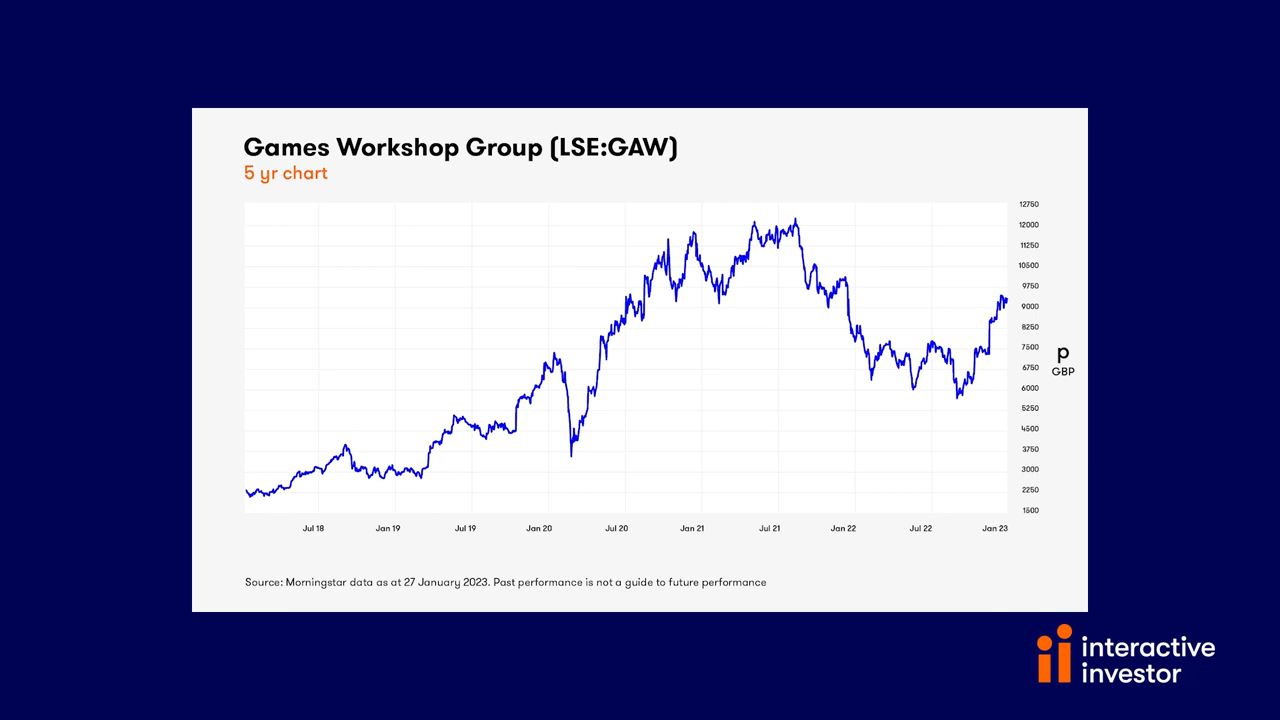 Games Workshop Group (LSE:GAW)
5 yr chart
12750
12000
11250
10500
9750
9000
8250
7500
6750
6000
5250
4500
3750
3000
2250
1500
p
GBP
Jul 18 Jan 19 Jul 19 Jan 20 Jul 20 Jan 21 Jul 21 Jan 22 Jul 22 Jan 23
Source: Morningstar data as at 27 January 2023. Past performance is not a guide to future performance
interactive
investor